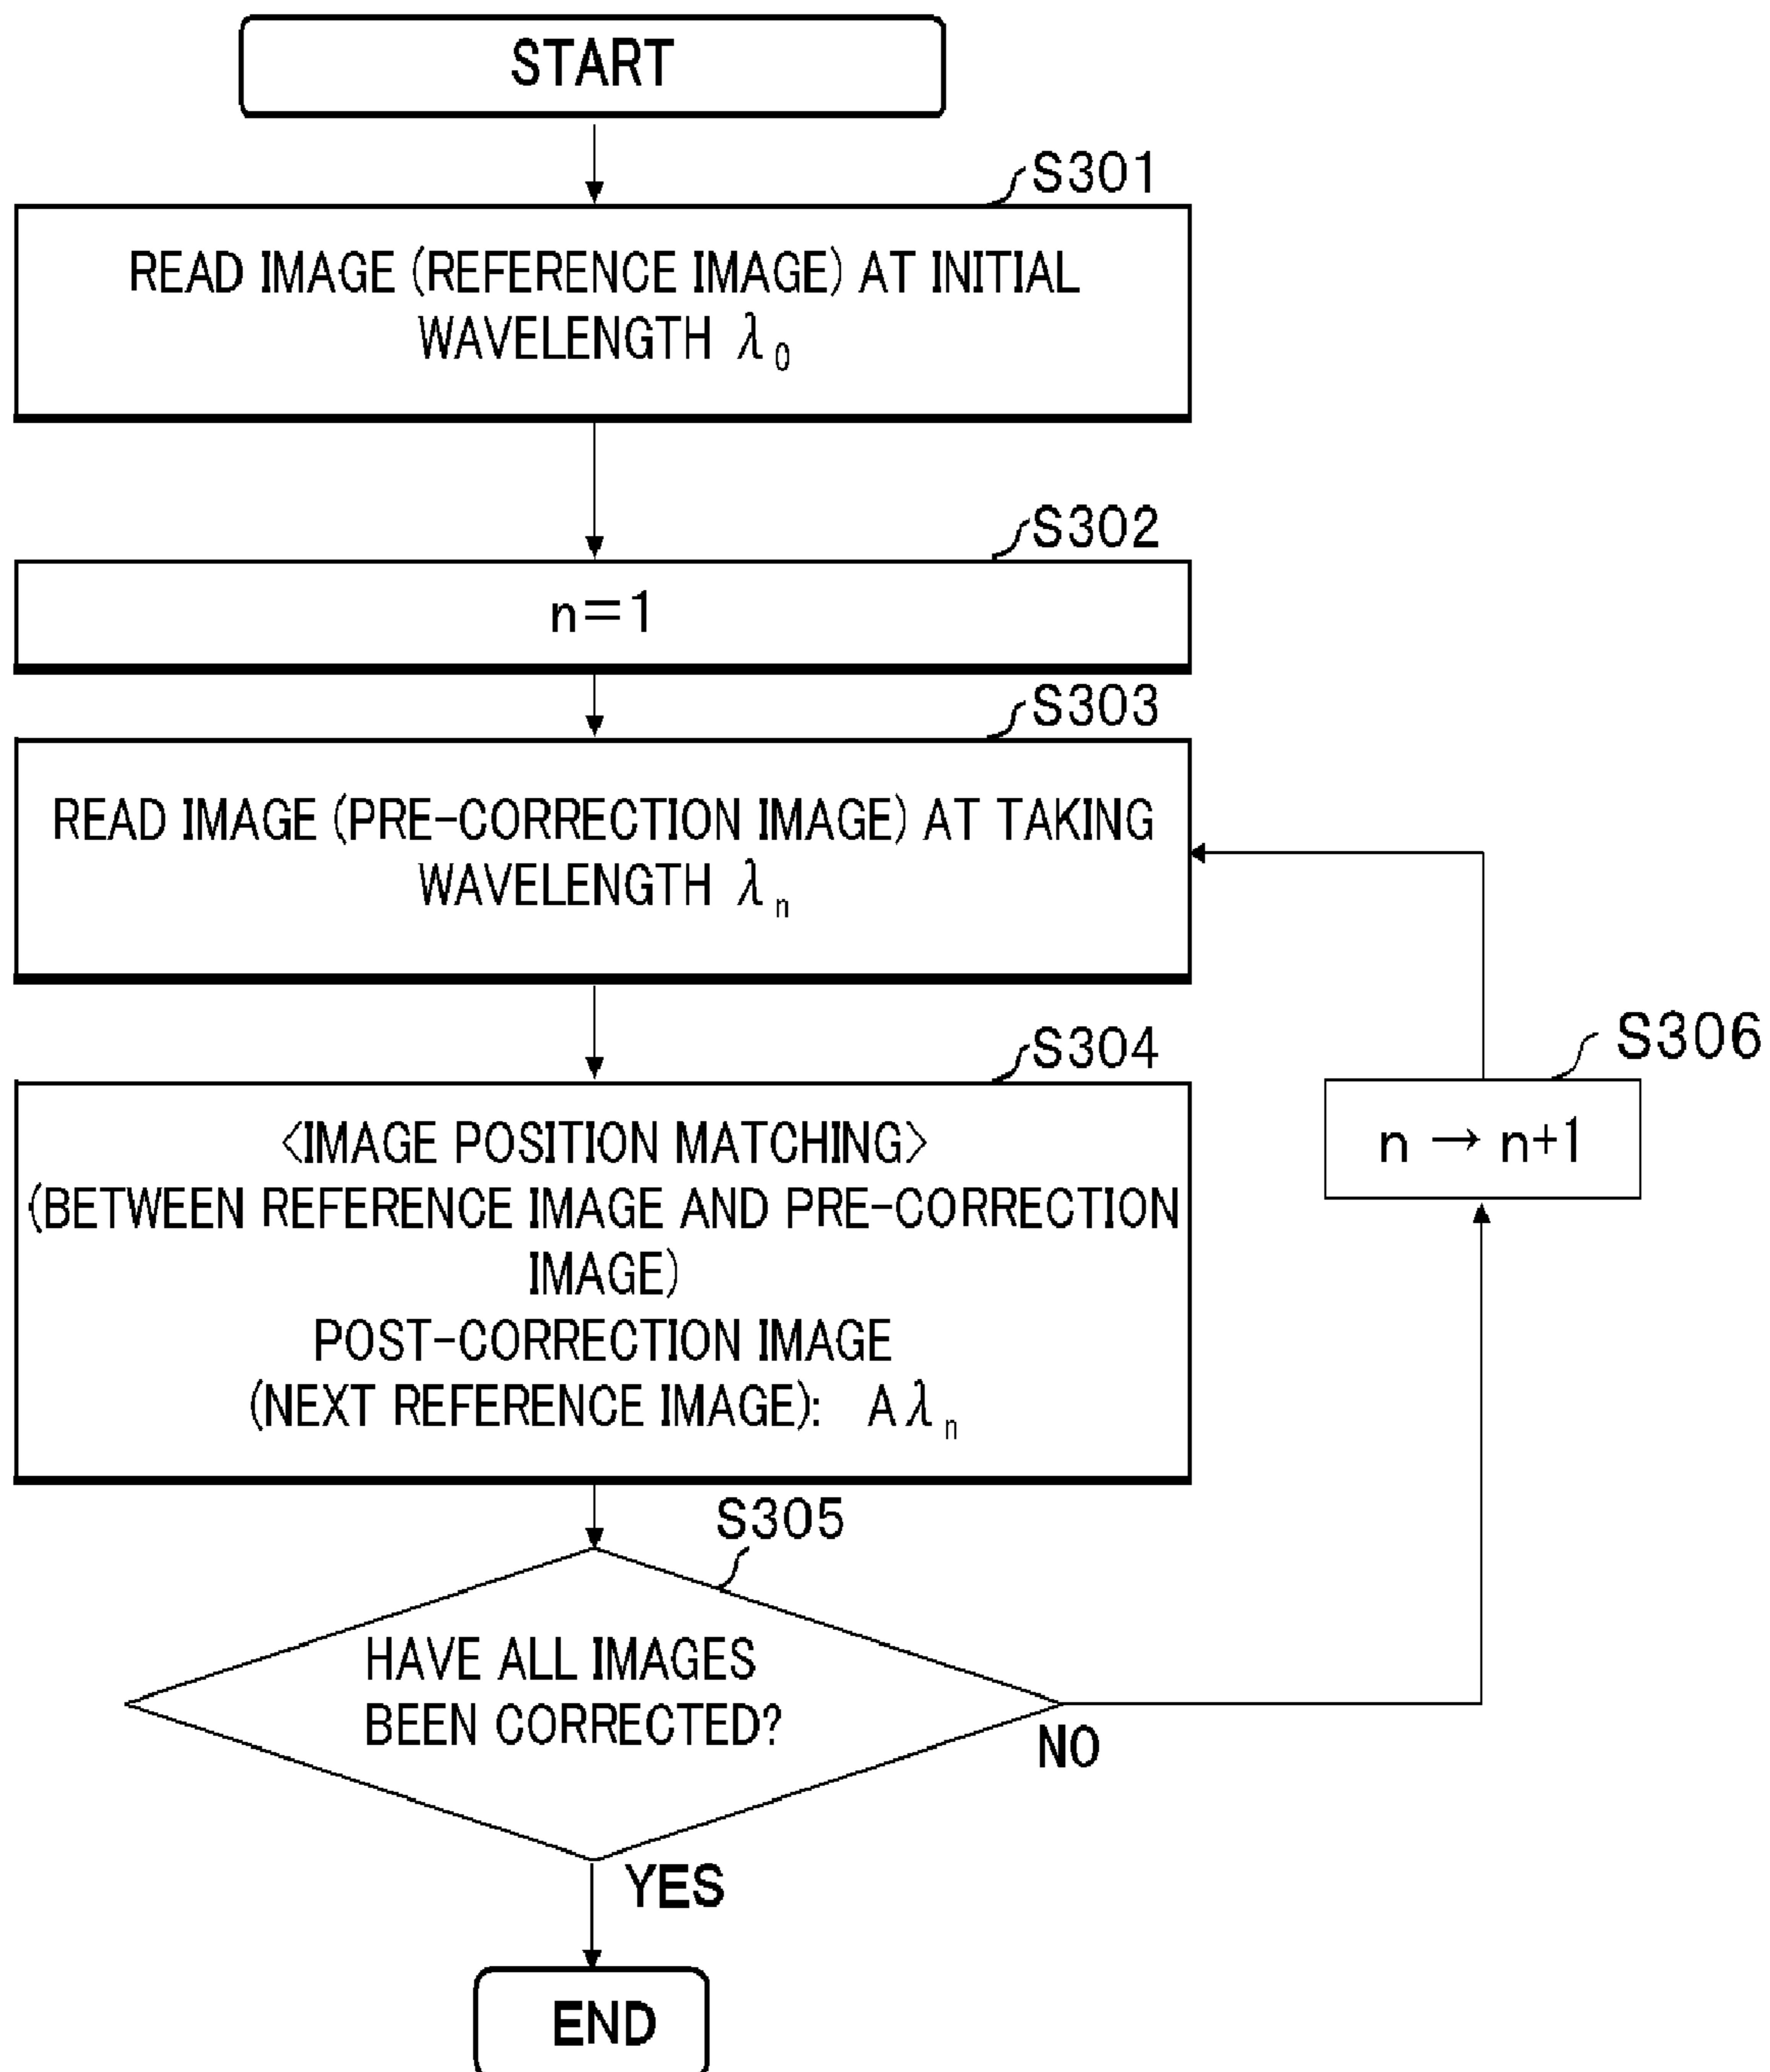 START
S301
READ IMAGE (REFERENCE IMAGE) AT INITIAL
WAVELENGTH λ₀
S302
n=1
S303
READ IMAGE (PRE-CORRECTION IMAGE) AT TAKING
WAVELENGTH λₙ
S304
<IMAGE POSITION MATCHING>
(BETWEEN REFERENCE IMAGE AND PRE-CORRECTION
IMAGE)
POST-CORRECTION IMAGE
(NEXT REFERENCE IMAGE): Aλₙ
S306
n → n+1
S305
HAVE ALL IMAGES
BEEN CORRECTED?
NO
YES
END